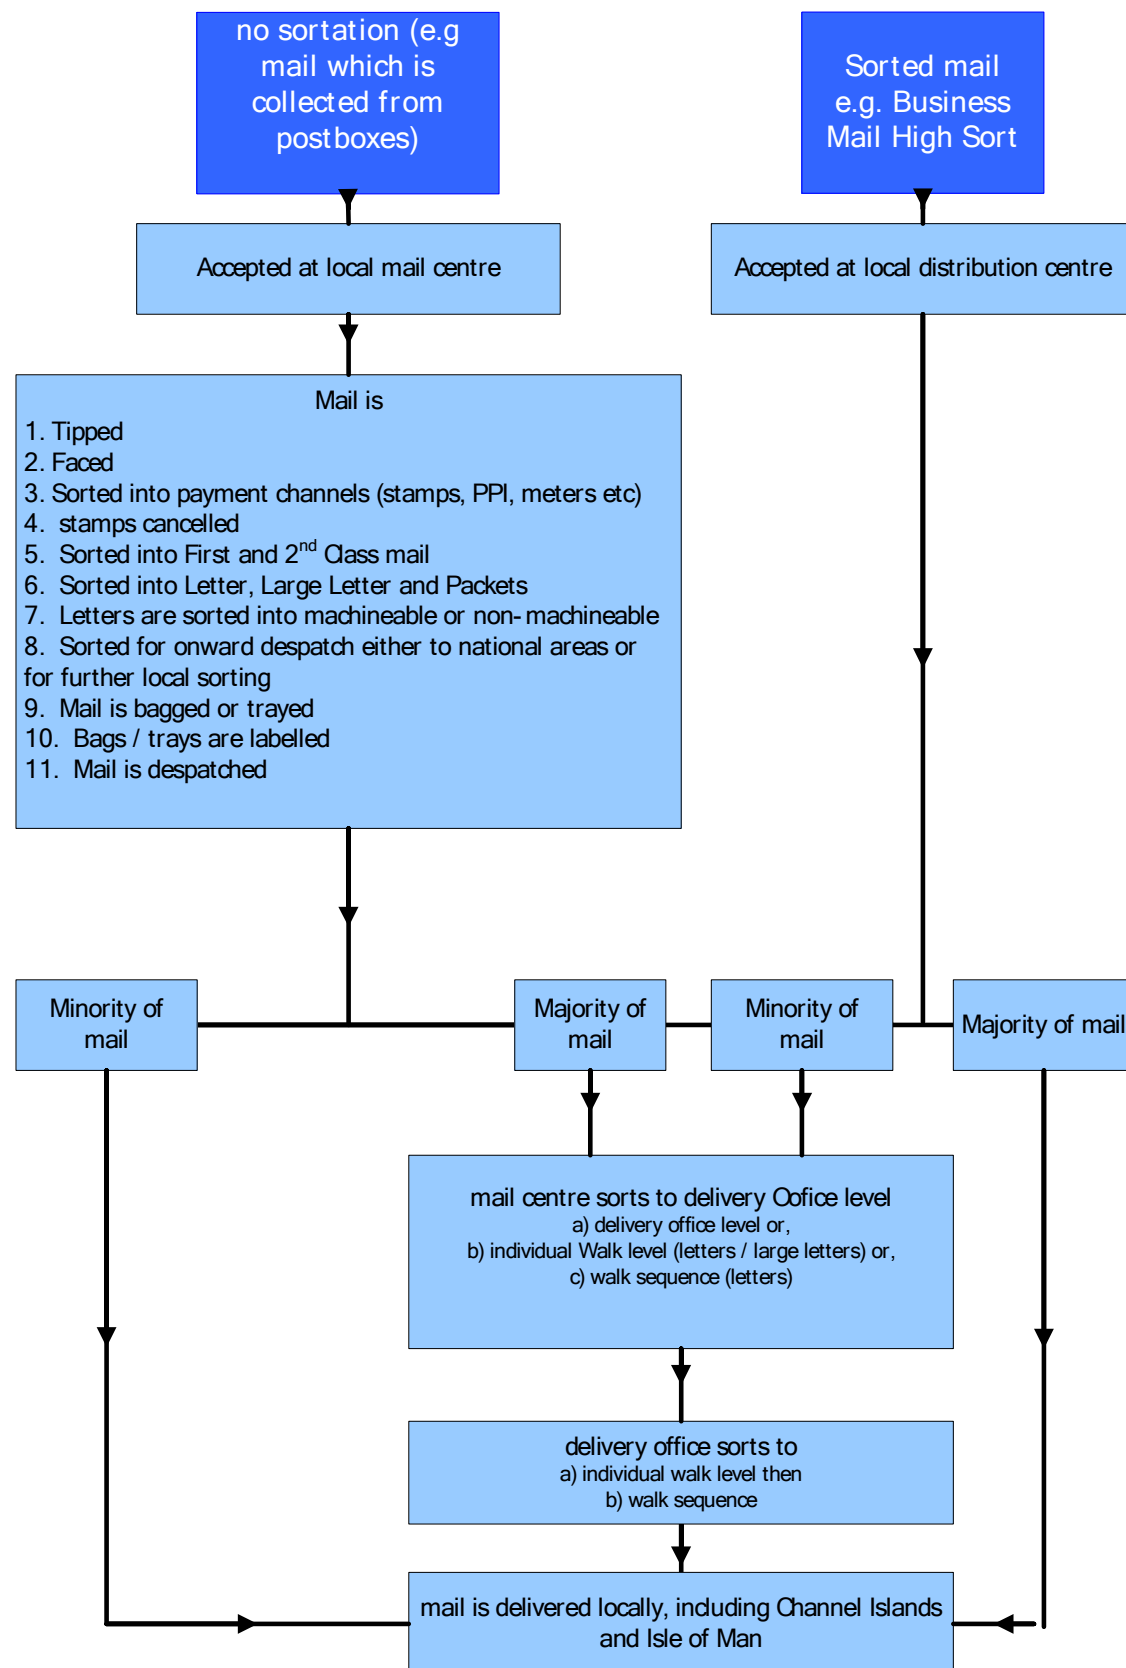 no sortation (e.g
mail which is
collected from
postboxes)
Sorted mail
e.g. Business
Mail High Sort
Accepted at local mail centre
Accepted at local distribution centre
Mail is
1. Tipped
2. Faced
3. Sorted into payment channels (stamps, PPI, meters etc)
4. stamps cancelled
5. Sorted into First and 2nd Class mail
6. Sorted into Letter, Large Letter and Packets
7. Letters are sorted into machineable or non-machineable
8. Sorted for onward despatch either to national areas or
for further local sorting
9. Mail is bagged or trayed
10. Bags / trays are labelled
11. Mail is despatched
Minority of
mail
Majority of
mail
Minority of
mail
Majority of mail
mail centre sorts to delivery Oofice level
a) delivery office level or,
b) individual Walk level (letters / large letters) or,
c) walk sequence (letters)
delivery office sorts to
a) individual walk level then
b) walk sequence
mail is delivered locally, including Channel Islands
and Isle of Man